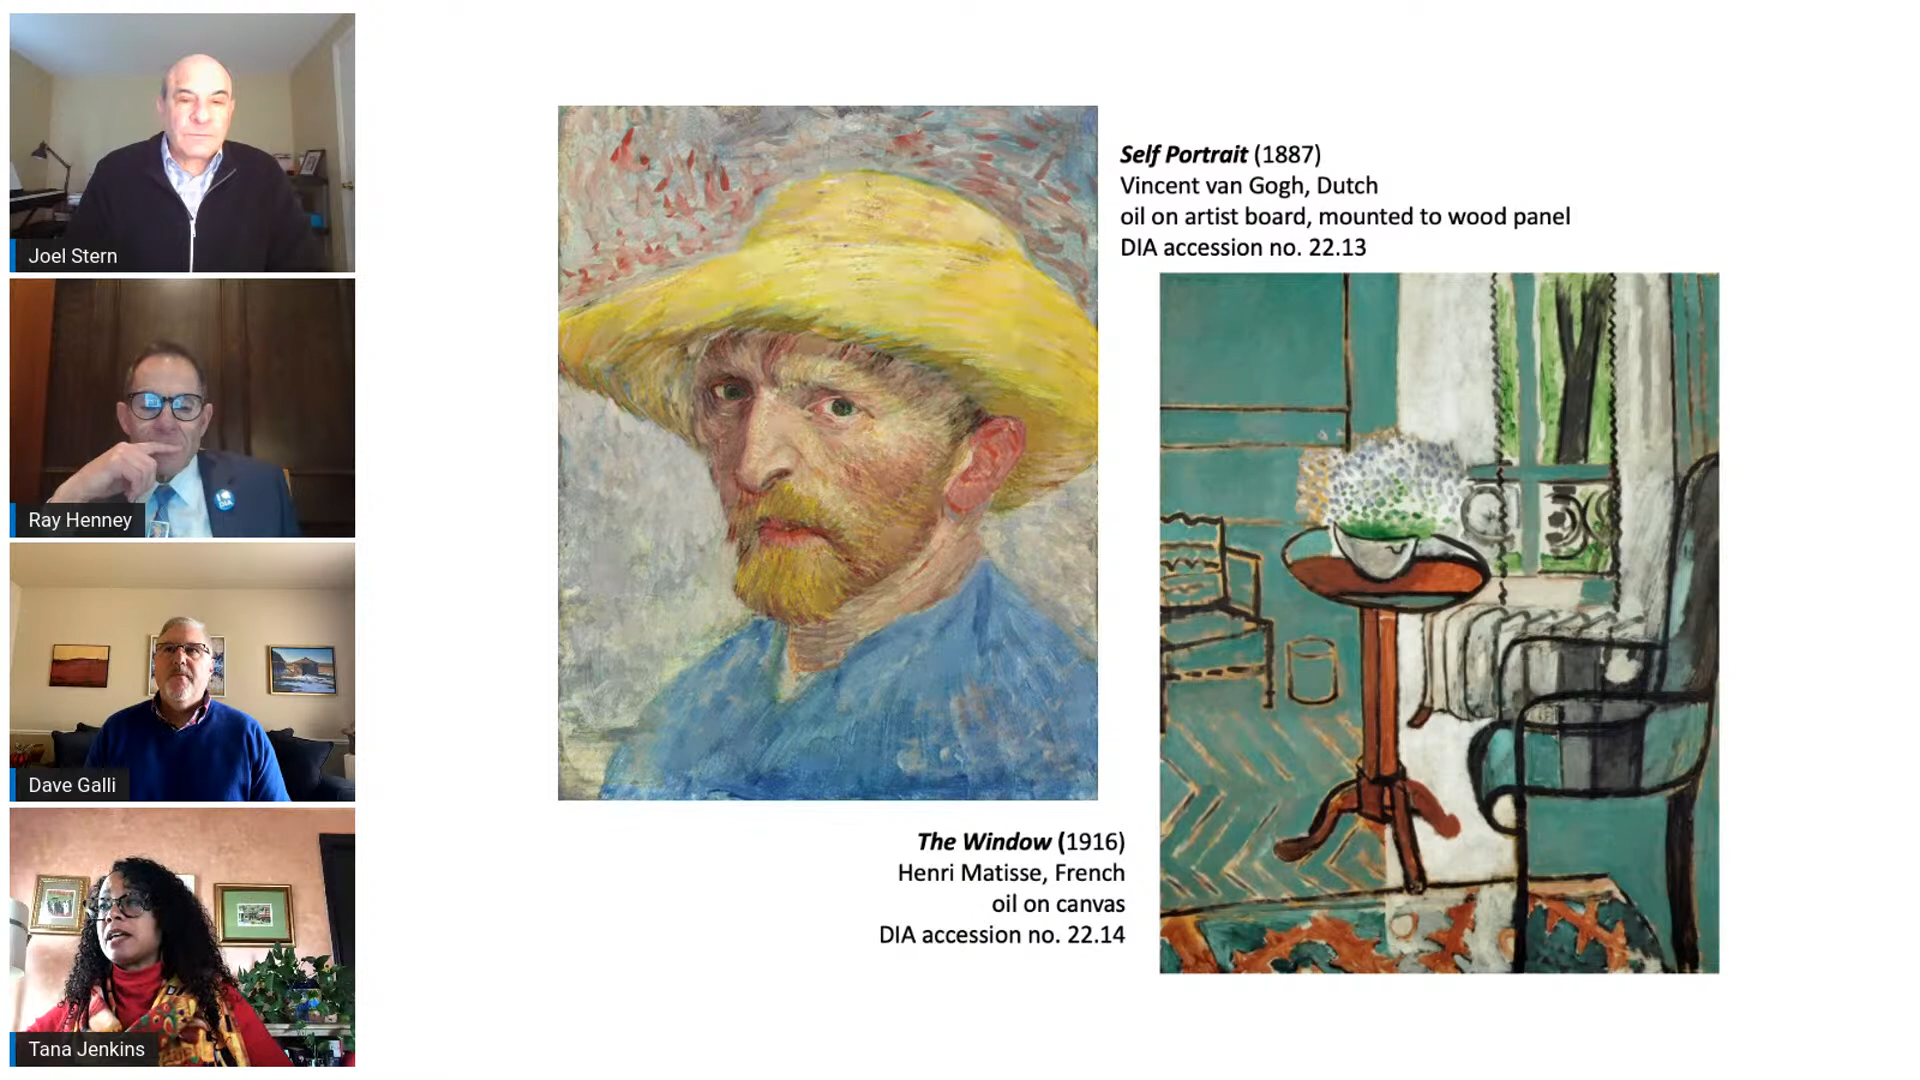 Joel Stern
Ray Henney
DIA
Dave Galli
Tana Jenkins
Self Portrait (1887)
Vincent van Gogh, Dutch
oil on artist board, mounted to wood panel
DIA accession no. 22.13
The Window (1916)
Henri Matisse, French
oil on canvas
DIA accession no. 22.14